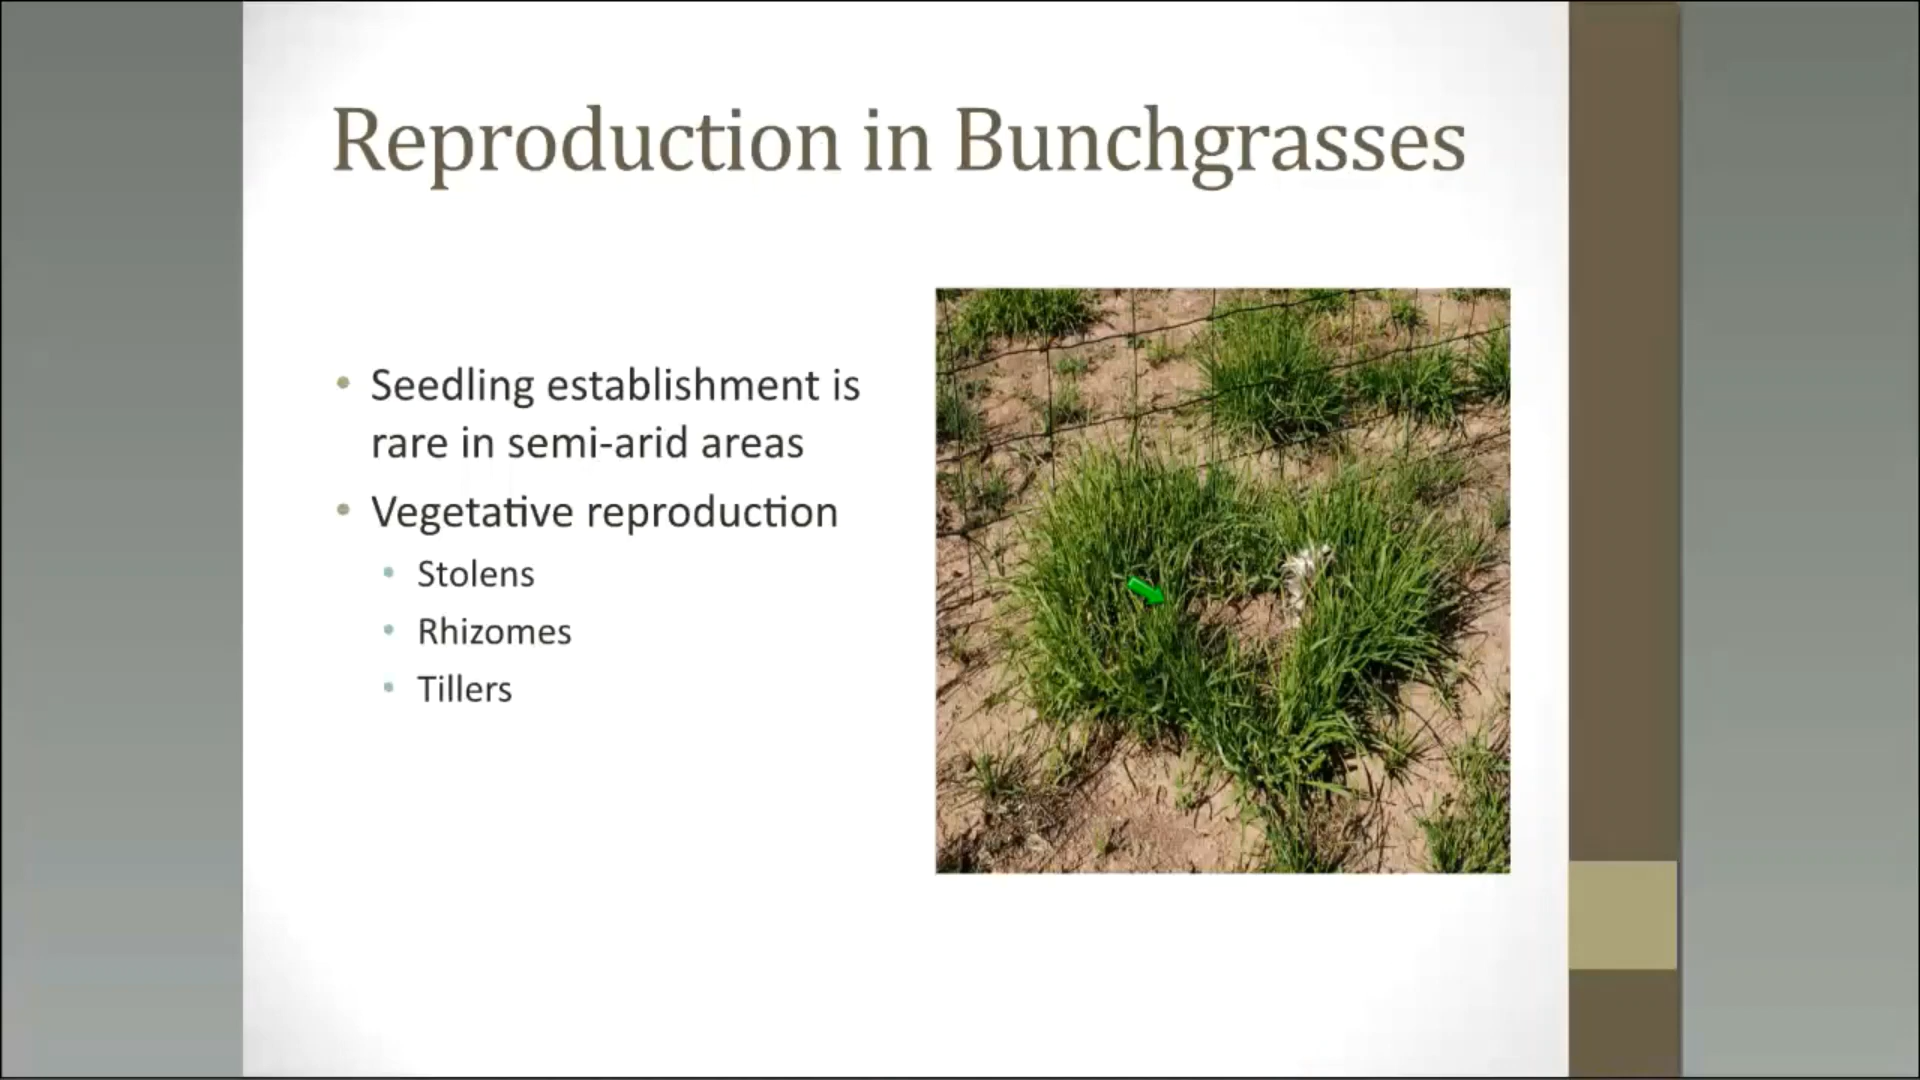 Reproduction in Bunchgrasses
• Seedling establishment is
rare in semi-arid areas
• Vegetative reproduction
• Stolens
• Rhizomes
• Tillers